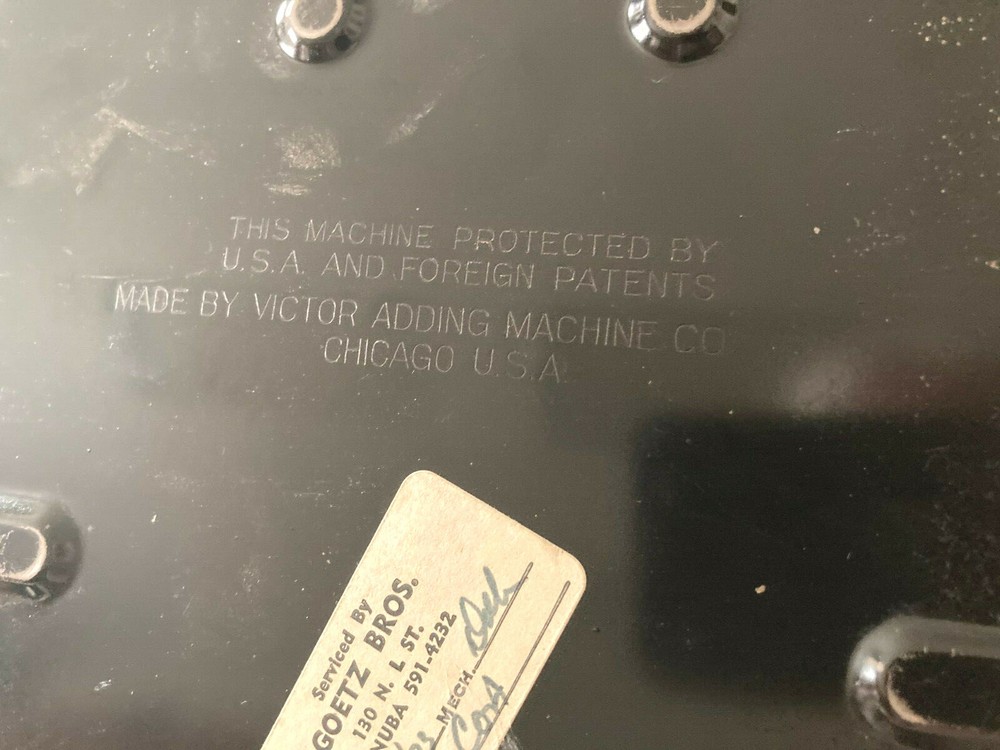 THIS MACHINE PROTECTED BY
U.S.A. AND FOREIGN PATENTS
MADE BY VICTOR ADDING MACHINE CO
CHICAGO U.S.A.
Serviced By
GOETZ BROS.
130 N. L ST.
NUBA 591-4232
MECH.